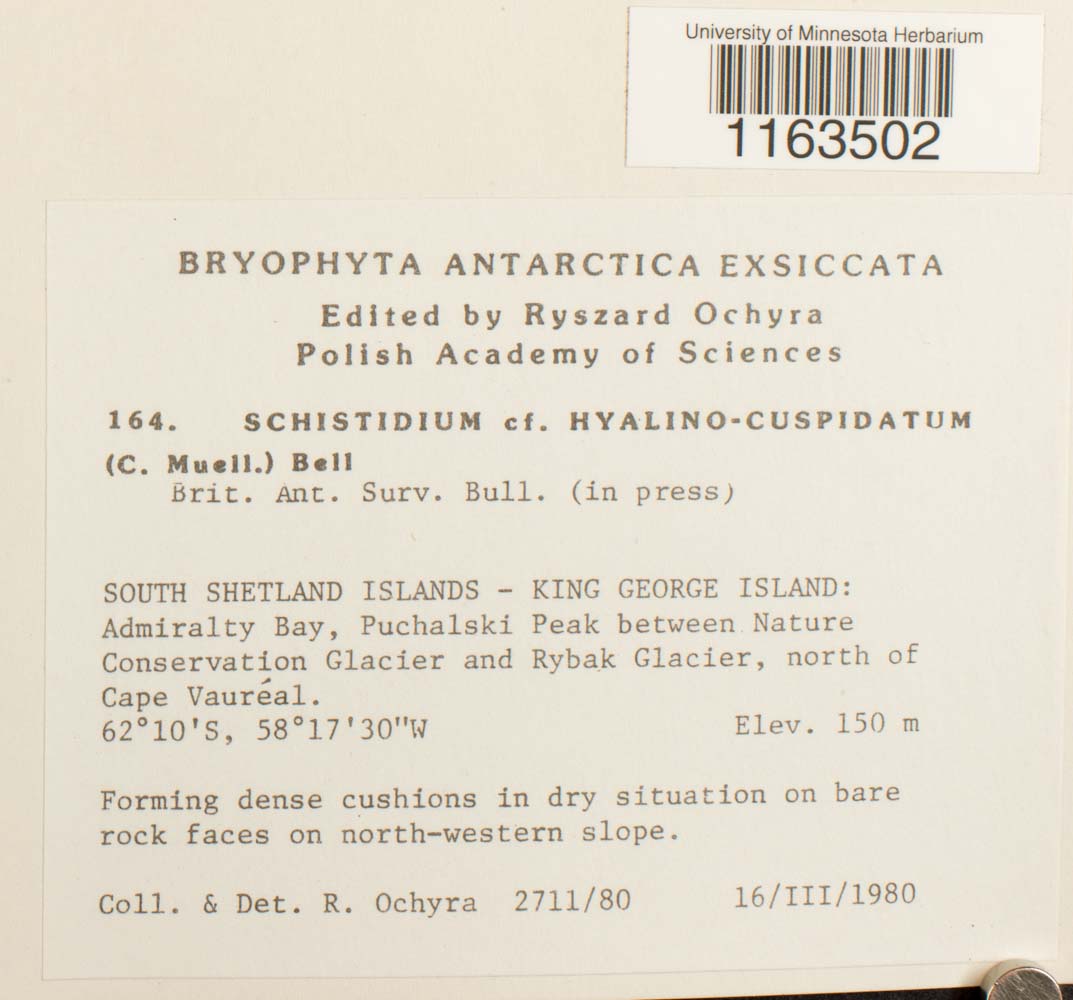 University of Minnesota Herbarium
1163502
BRYOPHYTA ANTARCTICA EXSICCATA
Edited by Ryszard Ochyra
Polish Academy of Sciences
164. SCHISTIDIUM cf. HYALINO-CUSPIDATUM
(C. Muell.) Bell
Brit. Ant. Surv. Bull. (in press)
SOUTH SHETLAND ISLANDS - KING GEORGE ISLAND:
Admiralty Bay, Puchalski Peak between Nature
Conservation Glacier and Rybak Glacier, north of
Cape Vauréal.
62°10'S, 58°17'30"W Elev. 150 m
Forming dense cushions in dry situation on bare
rock faces on north-western slope.
Coll. & Det. R. Ochyra 2711/80 16/III/1980